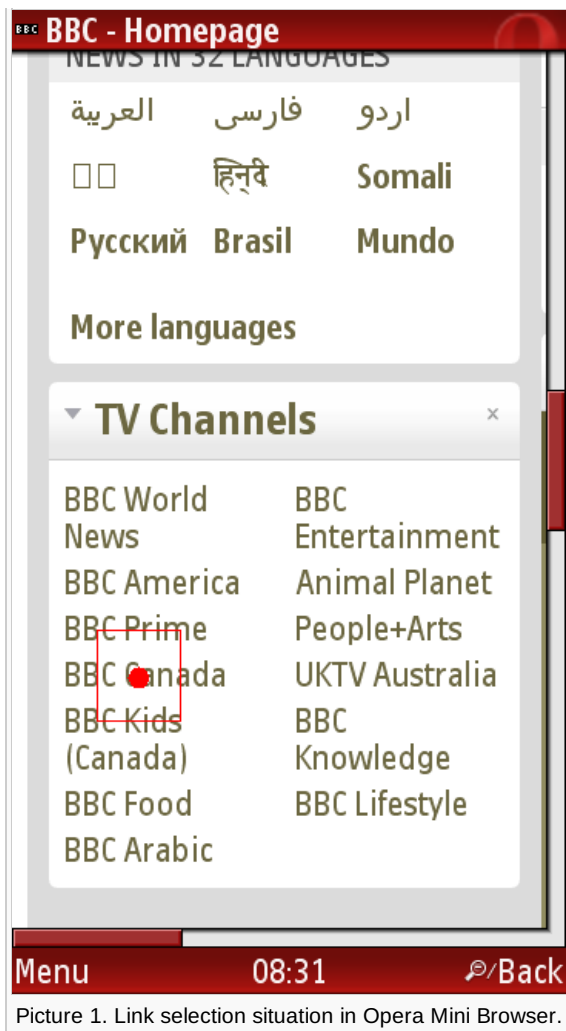 BBC BBC - Homepage
NEWS IN 32 LANGUAGES
العربية فارسی اردو
हिन्दी Somali
Русский Brasil Mundo
More languages
TV Channels ×
BBC World News
BBC Entertainment
BBC America Animal Planet
BBC Prime People+Arts
BBC Canada UKTV Australia
BBC Kids (Canada)
BBC Knowledge
BBC Food BBC Lifestyle
BBC Arabic
Menu 08:31 /Back
Picture 1. Link selection situation in Opera Mini Browser.